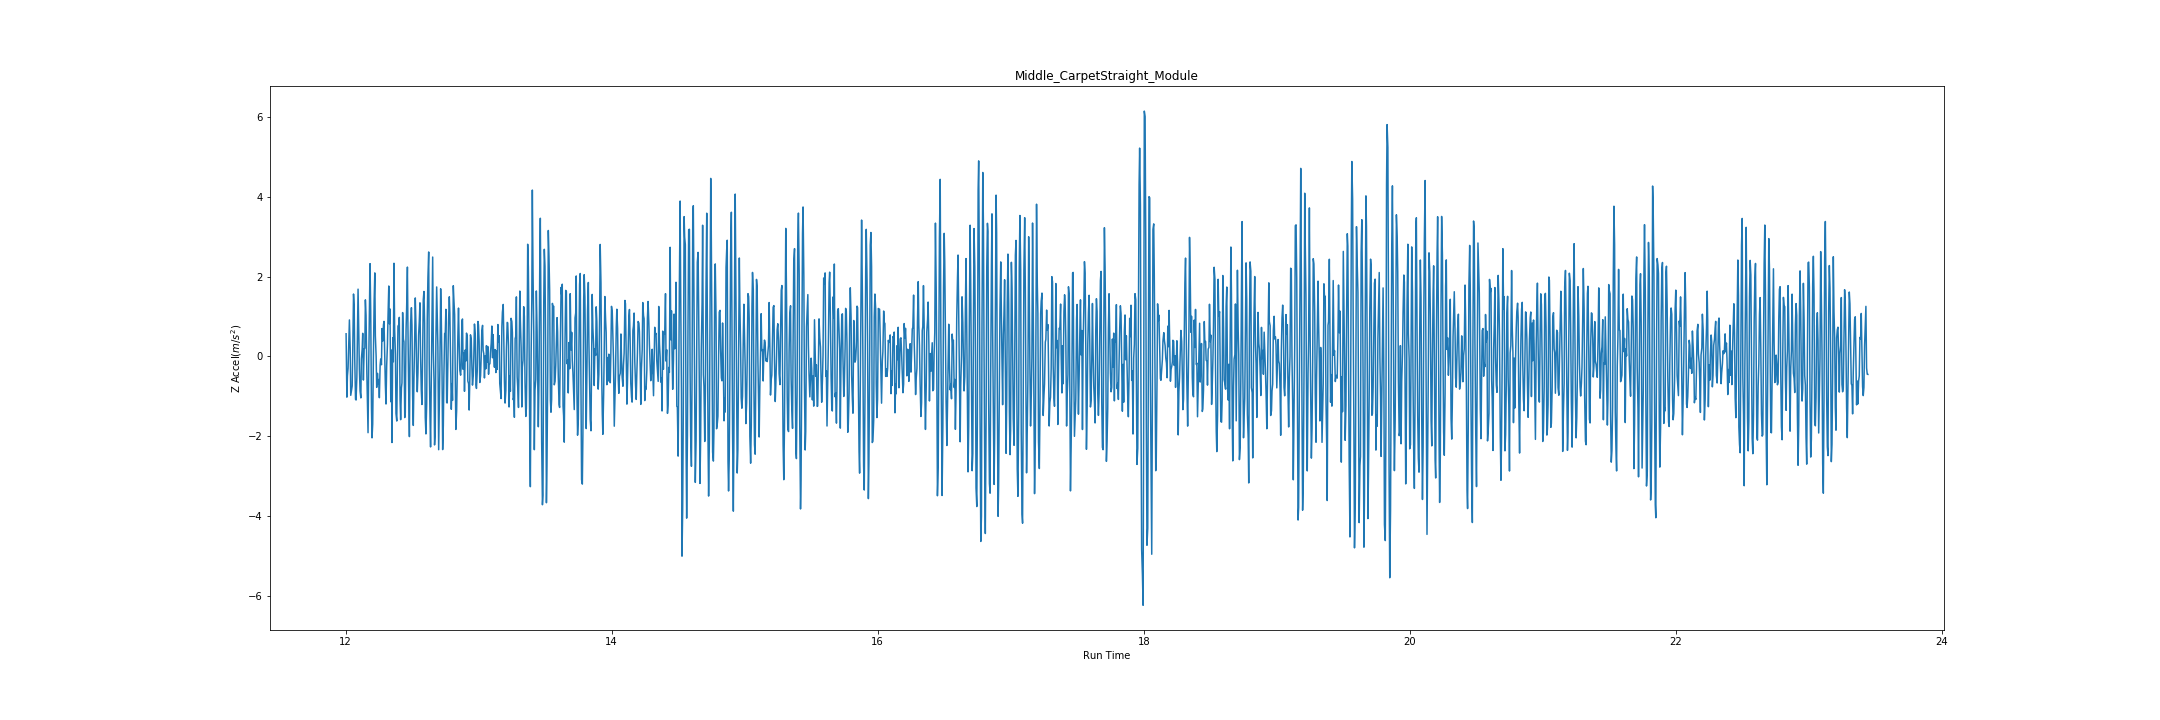 Middle_CarpetStraight_Module
6
4
2
0
−2
−4
−6
Z Accel(m/s²)
12 14 16 18 20 22 24
Run Time